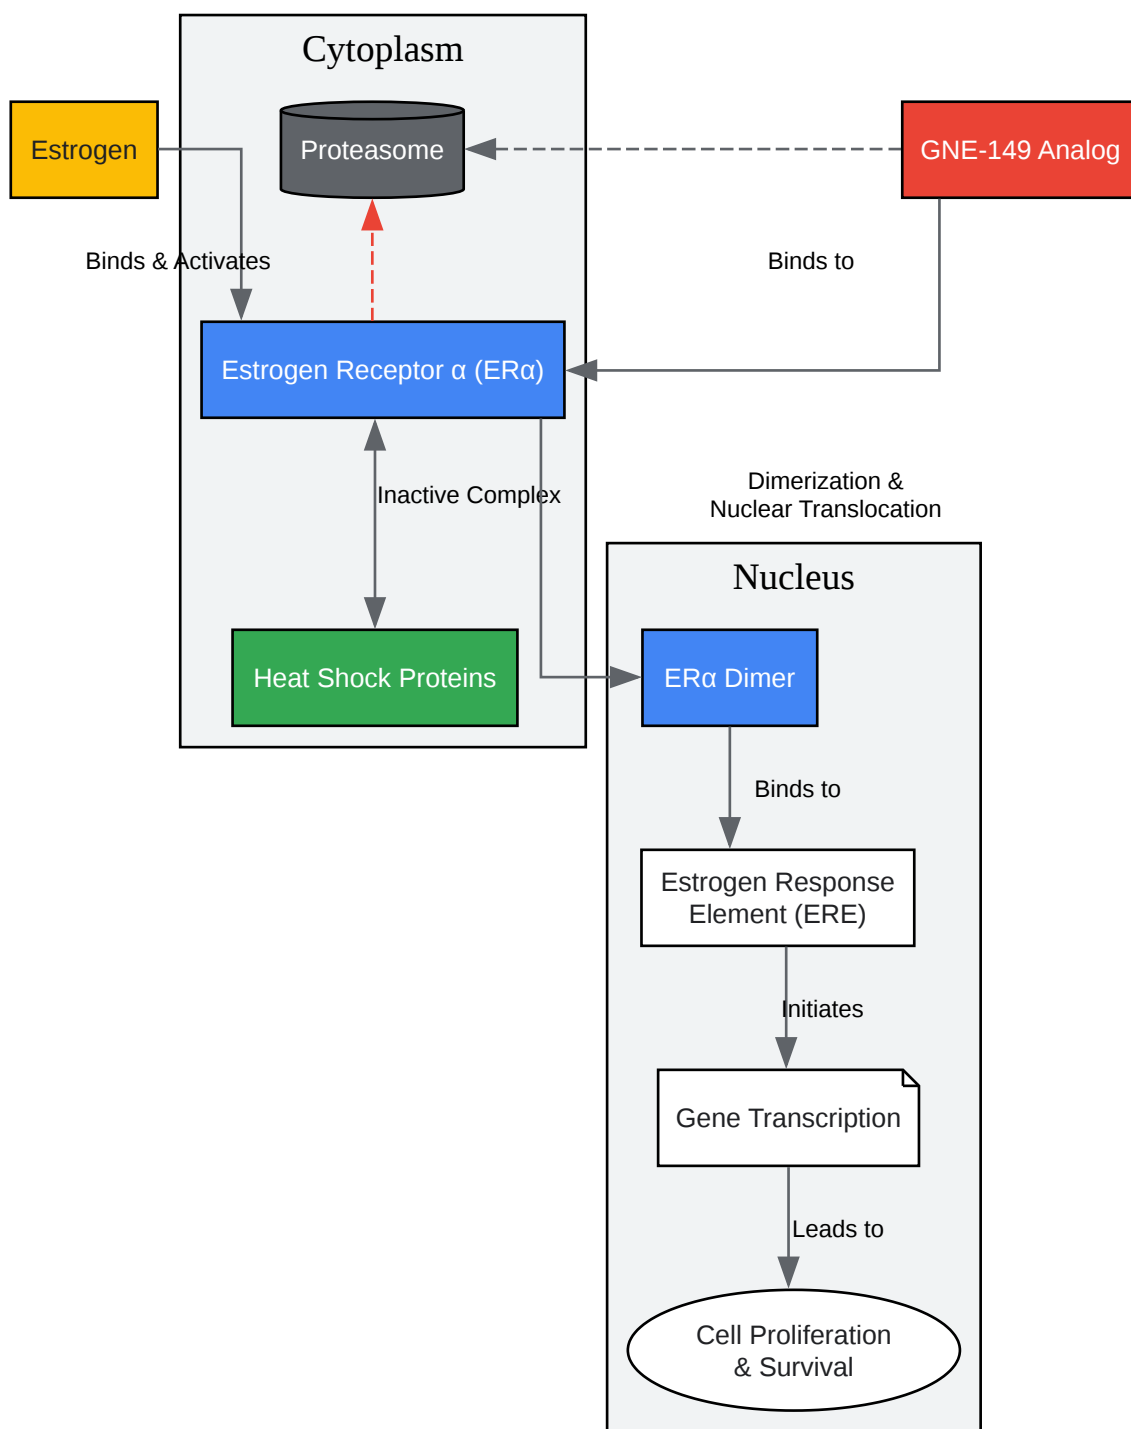 Cytoplasm
Estrogen
Proteasome
GNE-149 Analog
Binds & Activates
Binds to
Estrogen Receptor α (ERα)
Inactive Complex
Dimerization &
Nuclear Translocation
Nucleus
Heat Shock Proteins
ERα Dimer
Binds to
Estrogen Response
Element (ERE)
Initiates
Gene Transcription
Leads to
Cell Proliferation
& Survival